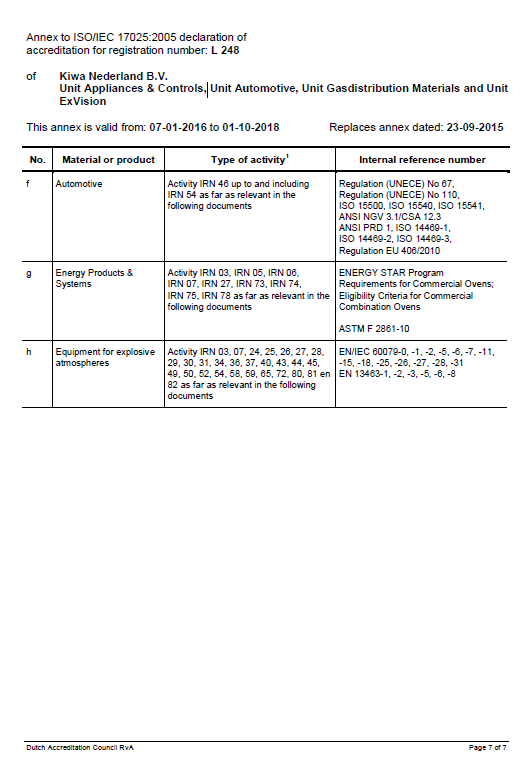 Annex to ISO/IEC 17025:2005 declaration of
accreditation for registration number: L 248
of Kiwa Nederland B.V.
Unit Appliances & Controls, Unit Automotive, Unit Gasdistribution Materials and Unit
ExVision
This annex is valid from: 07-01-2016 to 01-10-2018 Replaces annex dated: 23-09-2015
No. Material or product Type of activity1 Internal reference number
f Automotive Activity IRN 46 up to and including Regulation (UNECE) No 67,
IRN 54 as far as relevant in the Regulation (UNECE) No 110,
following documents ISO 15500, ISO 15540, ISO 15541,
ANSI NGV 3.1/CSA 12.3
ANSI PRD 1, ISO 14469-1,
ISO 14469-2, ISO 14469-3,
Regulation EU 406/2010
g Energy Products & Activity IRN 03, IRN 05, IRN 06, ENERGY STAR Program
Systems IRN 07, IRN 27, IRN 73, IRN 74, Requirements for Commercial Ovens;
IRN 75, IRN 78 as far as relevant in the Eligibility Criteria for Commercial
following documents Combination Ovens
ASTM F 2861-10
h Equipment for explosive Activity IRN 03, 07, 24, 25, 26, 27, 28, EN/IEC 60079-0, -1, -2, -5, -6, -7, -11,
atmospheres 29, 30, 31, 34, 36, 37, 40, 43, 44, 45, -15, -18, -25, -26, -27, -28, -31
49, 50, 52, 54, 58, 59, 65, 72, 80, 81 en EN 13463-1, -2, -3, -5, -6, -8
82 as far as relevant in the following
documents
Dutch Accreditation Council RvA Page 7 of 7